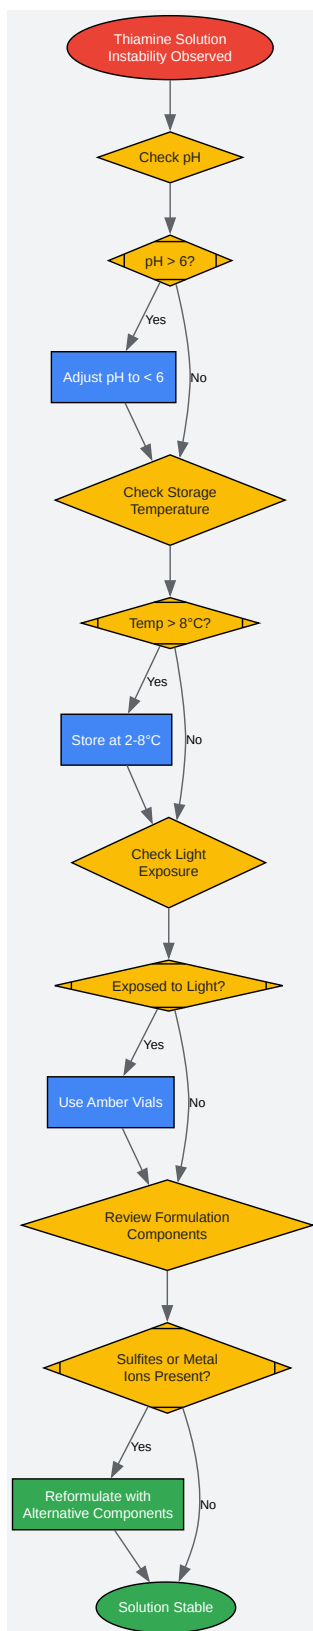 Thiamine Solution
Instability Observed
Check pH
pH > 6?
Yes
Adjust pH to < 6
No
Check Storage
Temperature
Temp > 8°C?
Yes
Store at 2-8°C
No
Check Light
Exposure
Exposed to Light?
Yes
Use Amber Vials
No
Review Formulation
Components
Sulfites or Metal
Ions Present?
Yes
Reformulate with
Alternative Components
No
Solution Stable